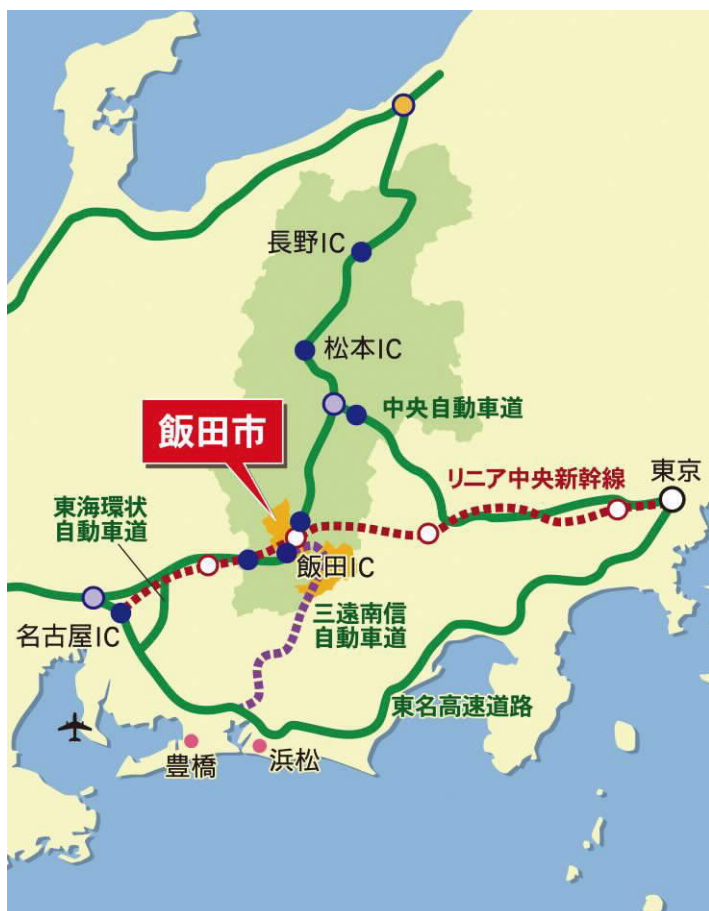 長野IC
松本IC
中央自動車道
飯田市
リニア中央新幹線
東京
東海環状
自動車道
飯田IC
名古屋IC
三遠南信
自動車道
東名高速道路
豊橋
浜松